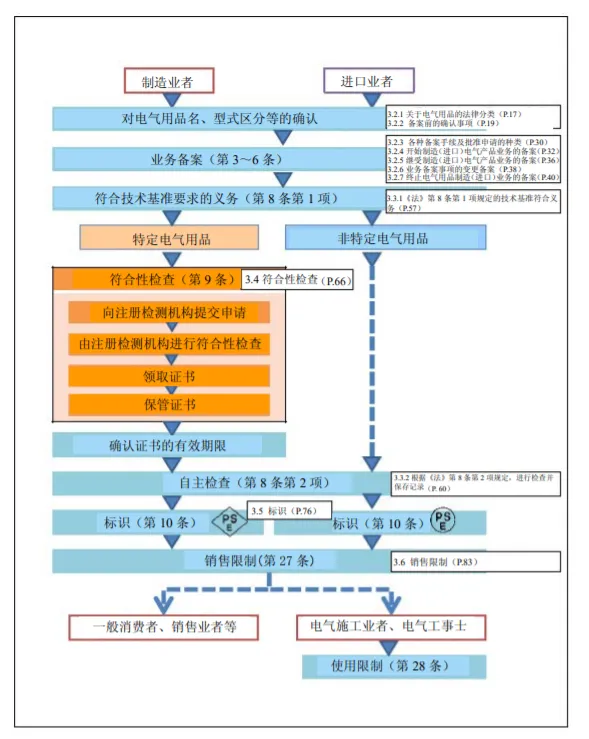 制造业者
进口业者
对电气用品名、型式区分等的确认
3.2.1 关于电气用品的法律分类（P.17）
3.2.2 备案前的确认事项（P.19）
业务备案（第 3～6 条）
3.2.3 各种备案手续及批准申请的种类（P.30）
3.2.4 开始制造（进口）电气产品业务的备案（P.32）
3.2.5 继受制造（进口）电气产品业务的备案（P.36）
3.2.6 业务备案事项的变更备案（P.38）
3.2.7 终止电气用品制造（进口）业务的备案（P.40）
符合技术基准要求的义务（第 8 条第 1 项）
3.3.1《法》第 8 条第 1 项规定的技术基准符合义
务（P.57）
特定电气用品
非特定电气用品
符合性检查（第 9 条）
3.4 符合性检查（P.66）
向注册检测机构提交申请
由注册检测机构进行符合性检查
领取证书
保管证书
确认证书的有效期限
自主检查（第 8 条第 2 项）
3.3.2 根据《法》第 8 条第 2 项规定，进行检查并
保存记录（P. 60）
标识（第 10 条）
PS
E
3.5 标识（P.76）
标识（第 10 条）
PS
E
销售限制(第 27 条)
3.6 销售限制（P.83）
一般消费者、销售业者等
电气施工业者、电气工事士
使用限制（第 28 条）